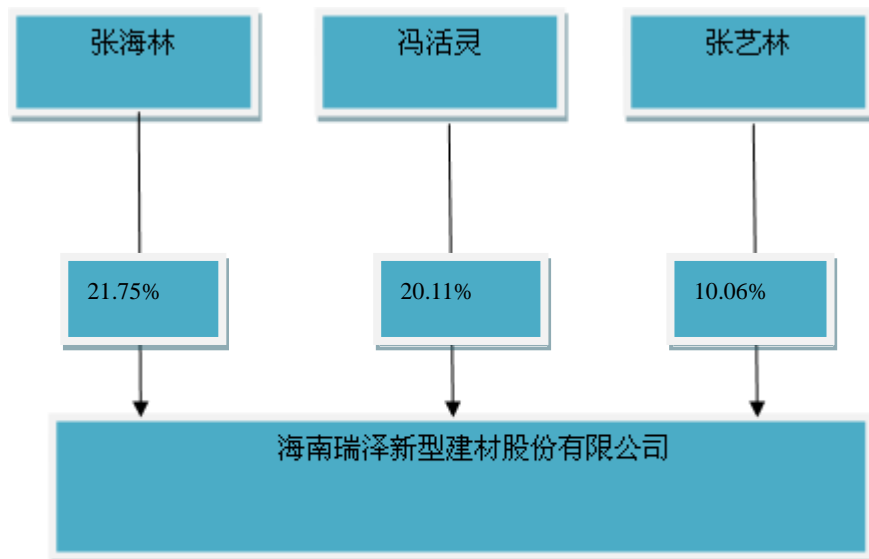 张海林
冯活灵
张艺林
21.75%
20.11%
10.06%
海南瑞泽新型建材股份有限公司